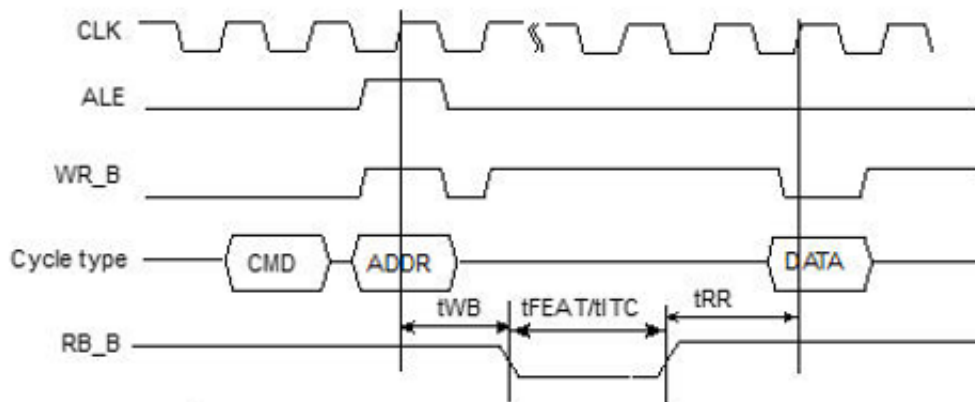 CLK
ALE
WR_B
Cycle type CMD ADDR DATA
tWB tFEAT/tITC tRR
RB_B